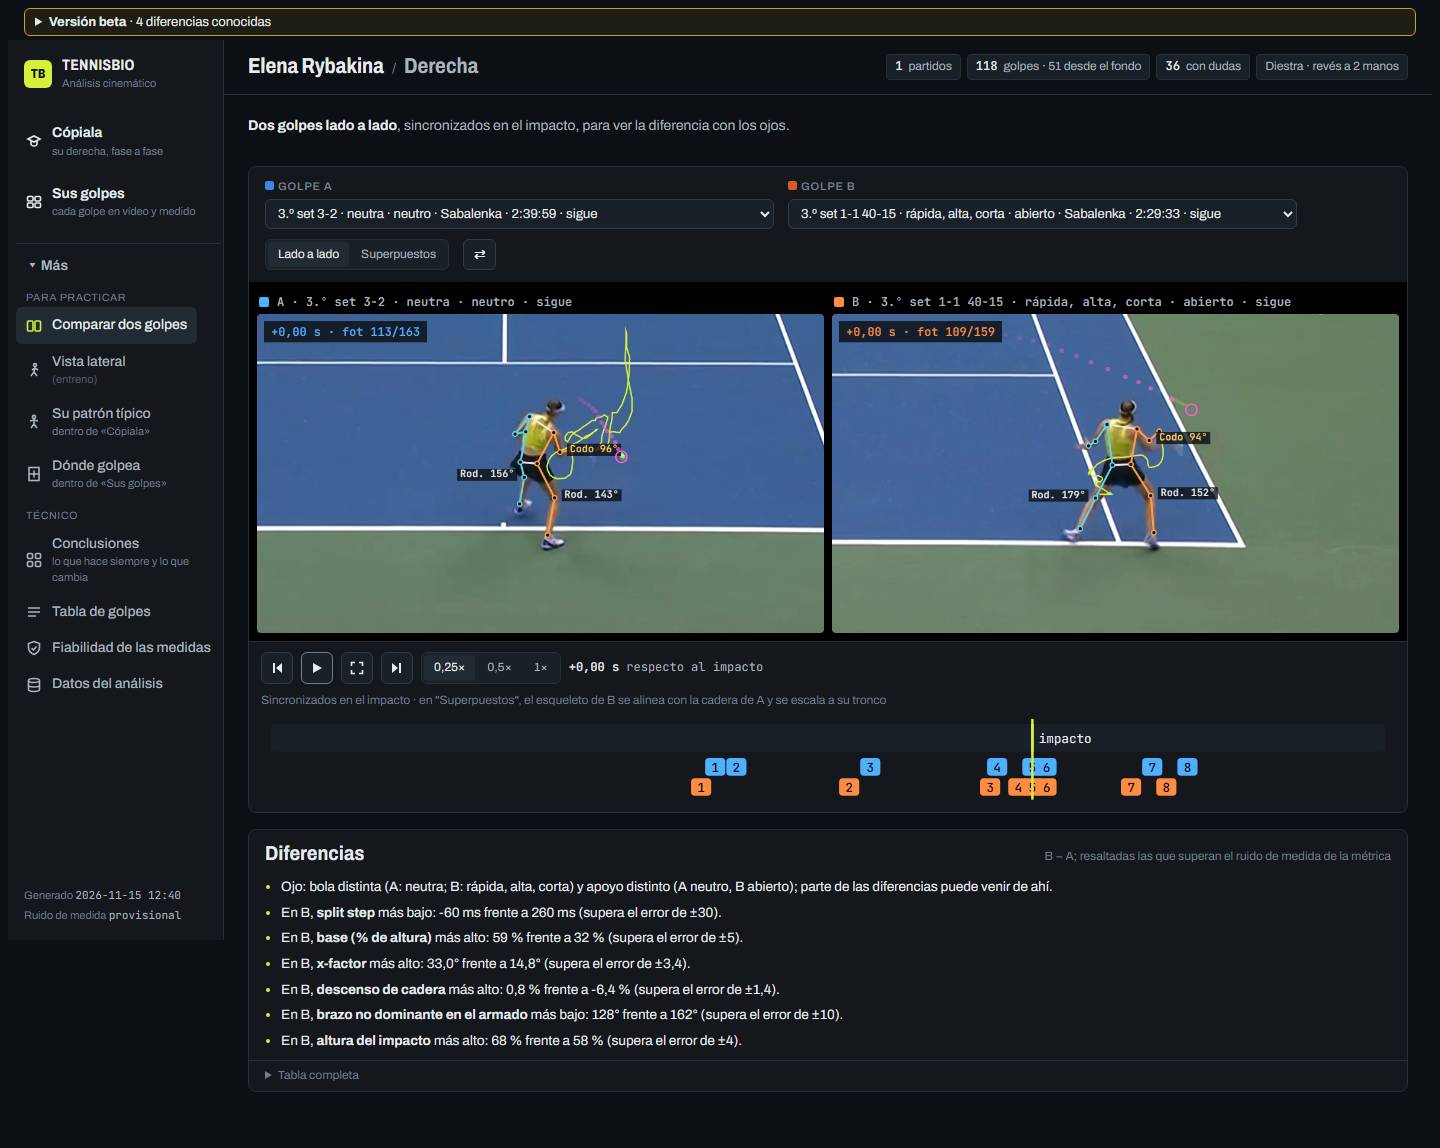 ▶ Versión beta · 4 diferencias conocidas
TB
TENNISBIO
Análisis cinemático
Cópiala
su derecha, fase a fase
Sus golpes
cada golpe en vídeo y medido
▾ Más
PARA PRACTICAR
Comparar dos golpes
Vista lateral
(entreno)
Su patrón típico
dentro de «Cópiala»
Dónde golpea
dentro de «Sus golpes»
TÉCNICO
Conclusiones
lo que hace siempre y lo que
cambia
Tabla de golpes
Fiabilidad de las medidas
Datos del análisis
Generado 2026-11-15 12:40
Ruido de medida provisional
Elena Rybakina / Derecha
1 partidos
118 golpes · 51 desde el fondo
36 con dudas
Diestra · revés a 2 manos
Dos golpes lado a lado, sincronizados en el impacto, para ver la diferencia con los ojos.
GOLPE A
3.º set 3-2 · neutra · neutro · Sabalenka · 2:39:59 · sigue
GOLPE B
3.º set 1-1 40-15 · rápida, alta, corta · abierto · Sabalenka · 2:29:33 · sigue
Lado a lado
Superpuestos
⇄
A · 3.º set 3-2 · neutra · neutro · sigue
+0,00 s · fot 113/163
Codo 96°
Rod. 156°
Rod. 143°
B · 3.º set 1-1 40-15 · rápida, alta, corta · abierto · sigue
+0,00 s · fot 109/159
Codo 94°
Rod. 179°
Rod. 152°
0,25×
0,5×
1×
+0,00 s respecto al impacto
Sincronizados en el impacto · en "Superpuestos", el esqueleto de B se alinea con la cadera de A y se escala a su tronco
impacto
1 2 3 4 5 6 7 8
1 2 3 4 5 6 7 8
Diferencias
B – A; resaltadas las que superan el ruido de medida de la métrica
• Ojo: bola distinta (A: neutra; B: rápida, alta, corta) y apoyo distinto (A neutro, B abierto); parte de las diferencias puede venir de ahí.
• En B, split step más bajo: -60 ms frente a 260 ms (supera el error de ±30).
• En B, base (% de altura) más alto: 59 % frente a 32 % (supera el error de ±5).
• En B, x-factor más alto: 33,0° frente a 14,8° (supera el error de ±3,4).
• En B, descenso de cadera más alto: 0,8 % frente a -6,4 % (supera el error de ±1,4).
• En B, brazo no dominante en el armado más bajo: 128° frente a 162° (supera el error de ±10).
• En B, altura del impacto más alto: 68 % frente a 58 % (supera el error de ±4).
▶ Tabla completa